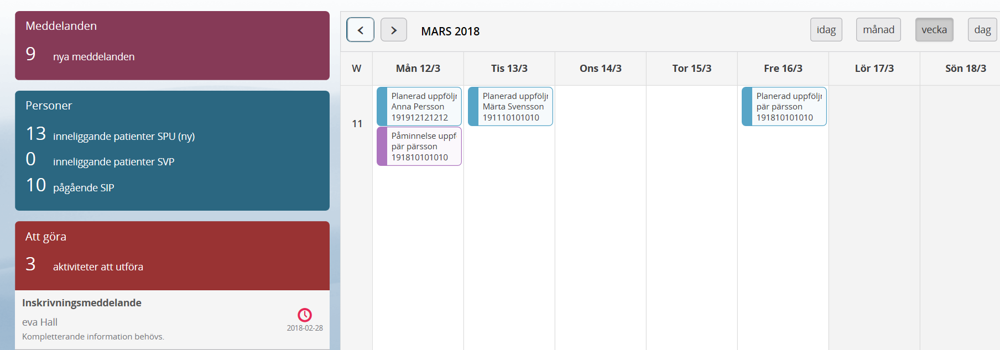 Meddelanden
9 nya meddelanden
Personer
13 inneliggande patienter SPU (ny)
0 inneliggande patienter SVP
10 pågående SIP
Att göra
3 aktiviteter att utföra
Inskrivningsmeddelande
eva Hall
Kompletterande information behövs.
2018-02-28
MARS 2018
idag månad vecka dag
W Mån 12/3 Tis 13/3 Ons 14/3 Tor 15/3 Fre 16/3 Lör 17/3 Sön 18/3
11
Planerad uppföljn
Anna Persson
191912121212
Påminnelse uppf
pär pärsson
191810101010
Planerad uppföljn
Märta Svensson
191110101010
Planerad uppföljn
pär pärsson
191810101010